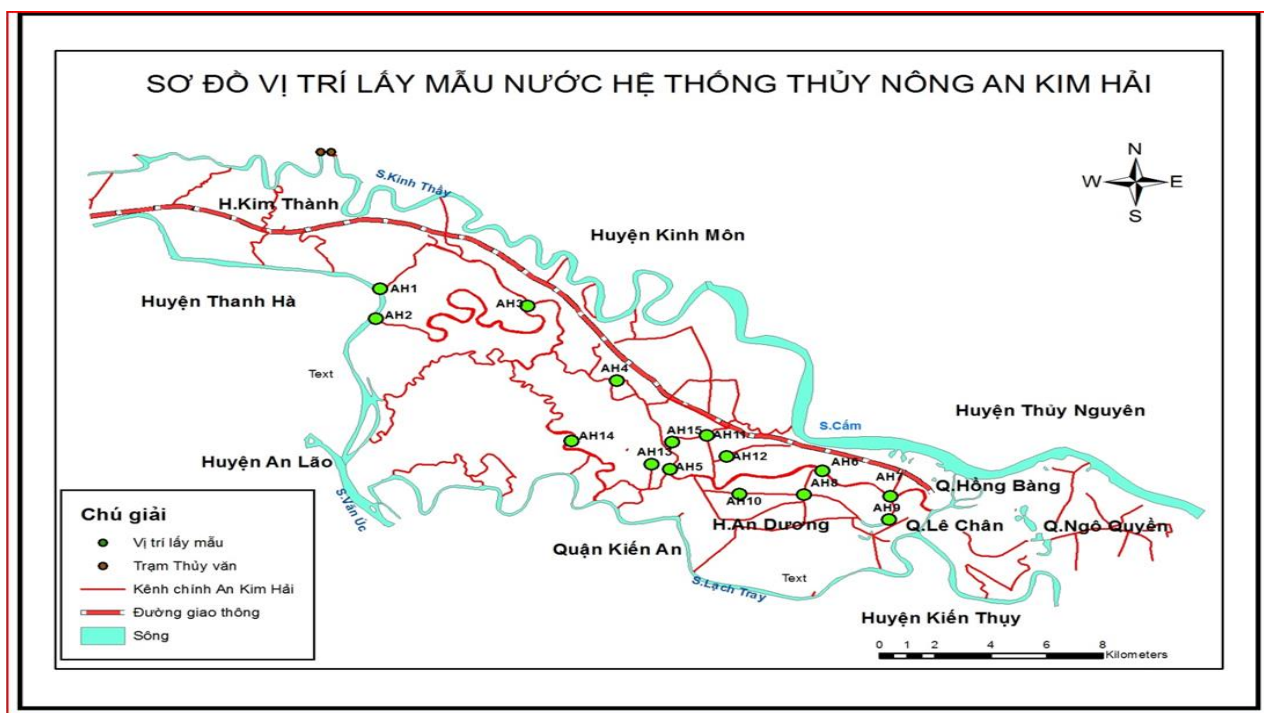 SƠ ĐỒ VỊ TRÍ LẤY MẪU NƯỚC HỆ THỐNG THỦY NÔNG AN KIM HẢI
N
W E
S
S.Kinh Thầy
H.Kim Thành
Huyện Kinh Môn
Huyện Thanh Hà
AH1
AH2
AH3
Text
AH4
Huyện Thủy Nguyên
S.Cấm
AH15
AH11
AH14
AH12
AH13
AH5
AH6
AH7
Huyện An Lão
S.Văn Úc
Q.Hồng Bàng
AH10
AH8
AH9
H.An Dương
Q.Lê Chân
Q.Ngô Quyền
Quận Kiến An
Text
S.Lạch Tray
Huyện Kiến Thụy
Chú giải
Vị trí lấy mẫu
Trạm Thủy văn
Kênh chính An Kim Hải
Đường giao thông
Sông
0 1 2 4 6 8
Kilometers